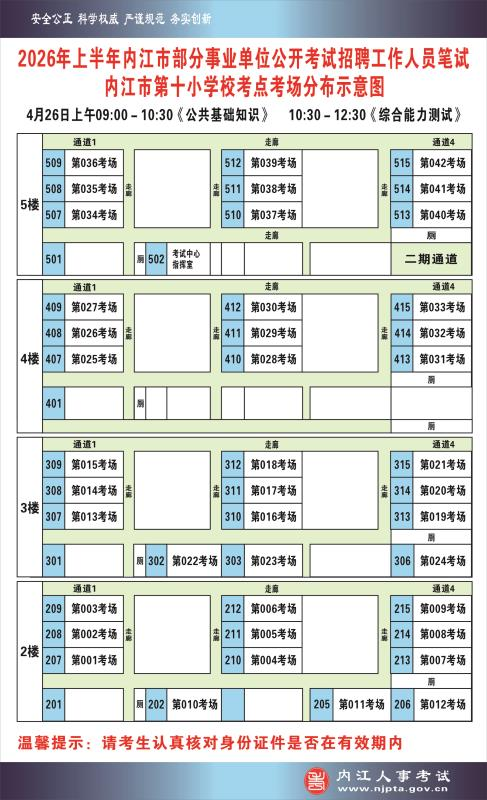 安全公正 科学权威 严谨规范 务实创新
2026年上半年内江市部分事业单位公开考试招聘工作人员笔试
内江市第十小学校考点考场分布示意图
4月26日上午09:00－10:30《公共基础知识》 10:30－12:30《综合能力测试》
通道1 走廊 通道4
509 第036考场 512 第039考场 515 第042考场
508 第035考场 走廊 走廊 511 第038考场 走廊 514 第041考场
507 第034考场 510 第037考场 513 第040考场
5楼
走廊 厕
501 厕 502 考试中心指挥室 二期通道
通道1 走廊 通道4
409 第027考场 412 第030考场 415 第033考场
408 第026考场 走廊 走廊 411 第029考场 走廊 414 第032考场
407 第025考场 410 第028考场 413 第031考场
4楼
厕
401 厕
厕
通道1 走廊 通道4
309 第015考场 312 第018考场 315 第021考场
308 第014考场 走廊 走廊 311 第017考场 走廊 314 第020考场
307 第013考场 310 第016考场 313 第019考场
3楼
厕
301 厕 302 第022考场 303 第023考场 306 第024考场
通道1 走廊 通道4
209 第003考场 212 第006考场 215 第009考场
208 第002考场 走廊 走廊 211 第005考场 走廊 214 第008考场
207 第001考场 210 第004考场 213 第007考场
2楼
厕
201 厕 202 第010考场 205 第011考场 206 第012考场
温馨提示：请考生认真核对身份证件是否在有效期内
内江人事考试
www.njpta.gov.cn